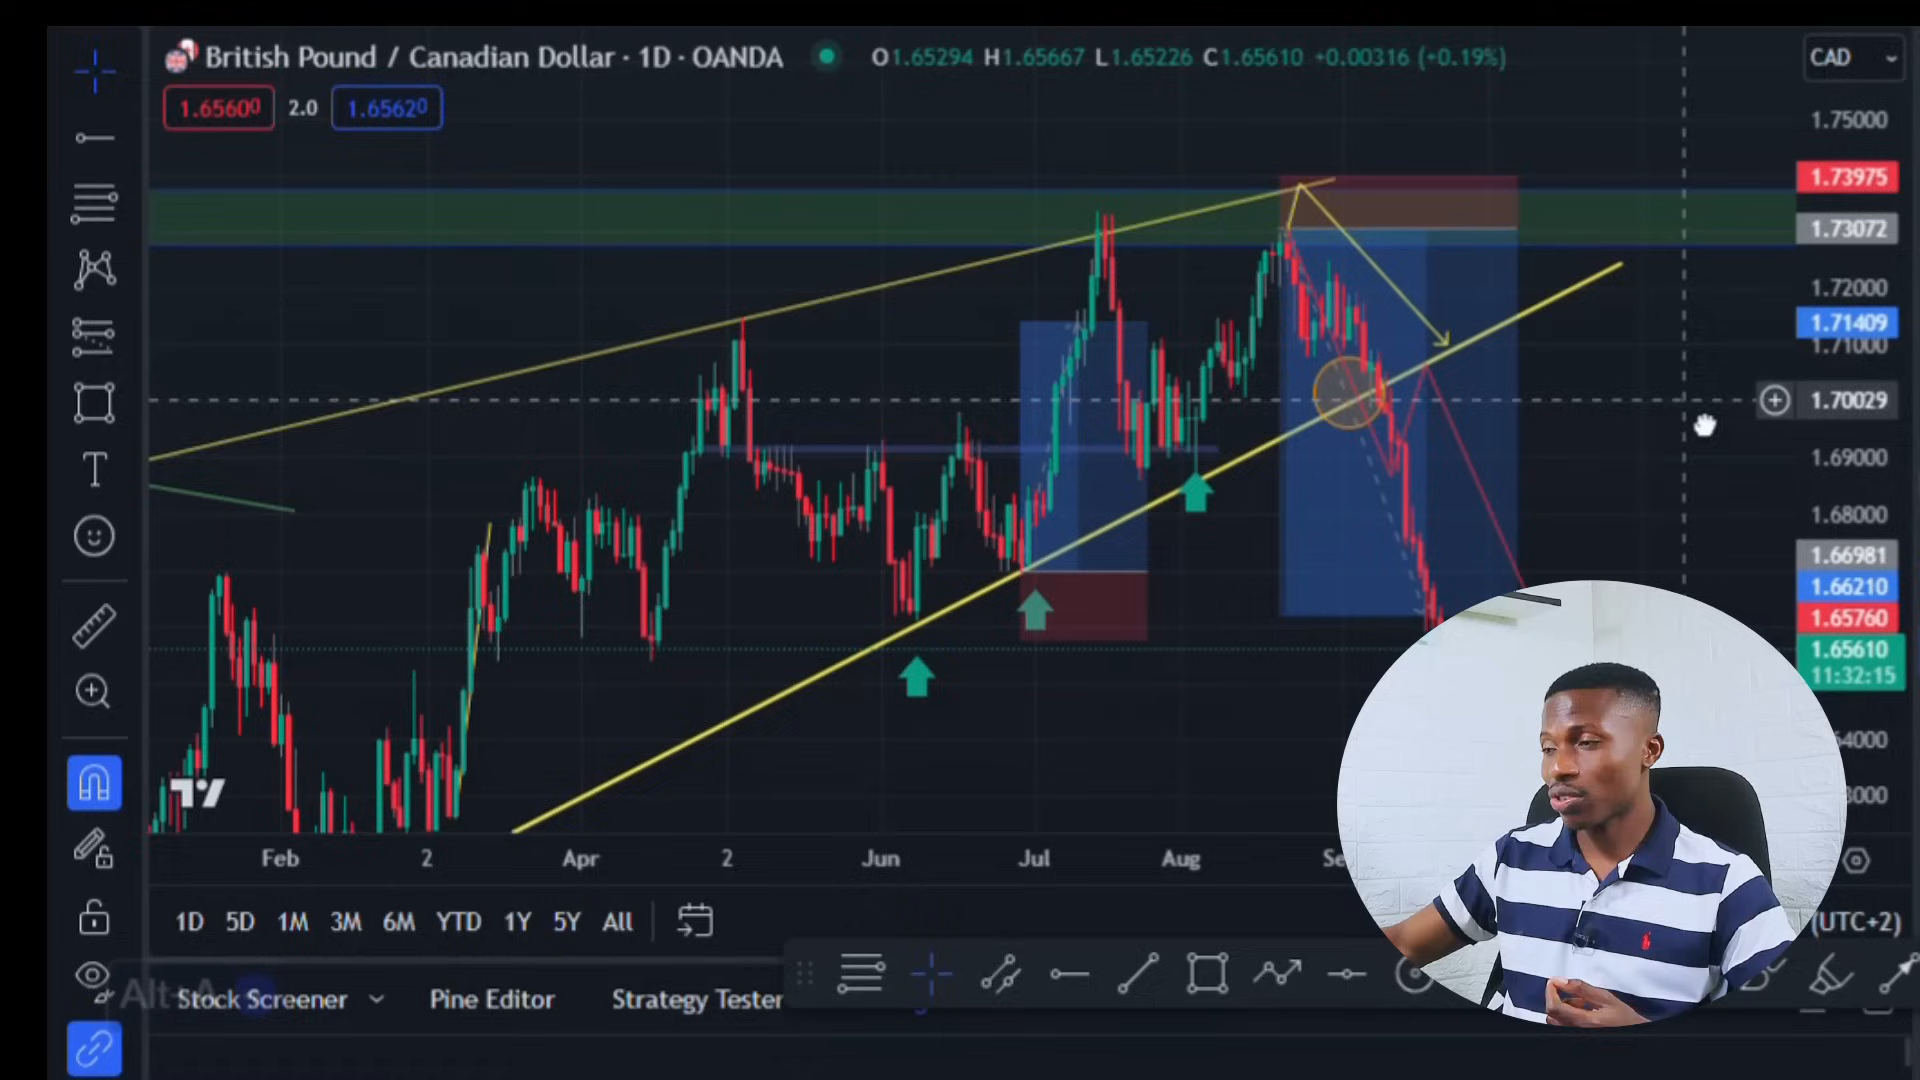 British Pound / Canadian Dollar · 1D · OANDA
O1.65294 H1.65667 L1.65226 C1.65610 +0.00316 (+0.19%)
CAD
1.65600 2.0 1.65620
1.75000
1.73975
1.73072
1.72000
1.71409
1.71000
1.70029
1.69000
1.68000
1.66981
1.66210
1.65760
1.65610
11:32:15
64000
3000
Feb 2 Apr 2 Jun Jul Aug
1D 5D 1M 3M 6M YTD 1Y 5Y All
(UTC+2)
Stock Screener Pine Editor Strategy Tester